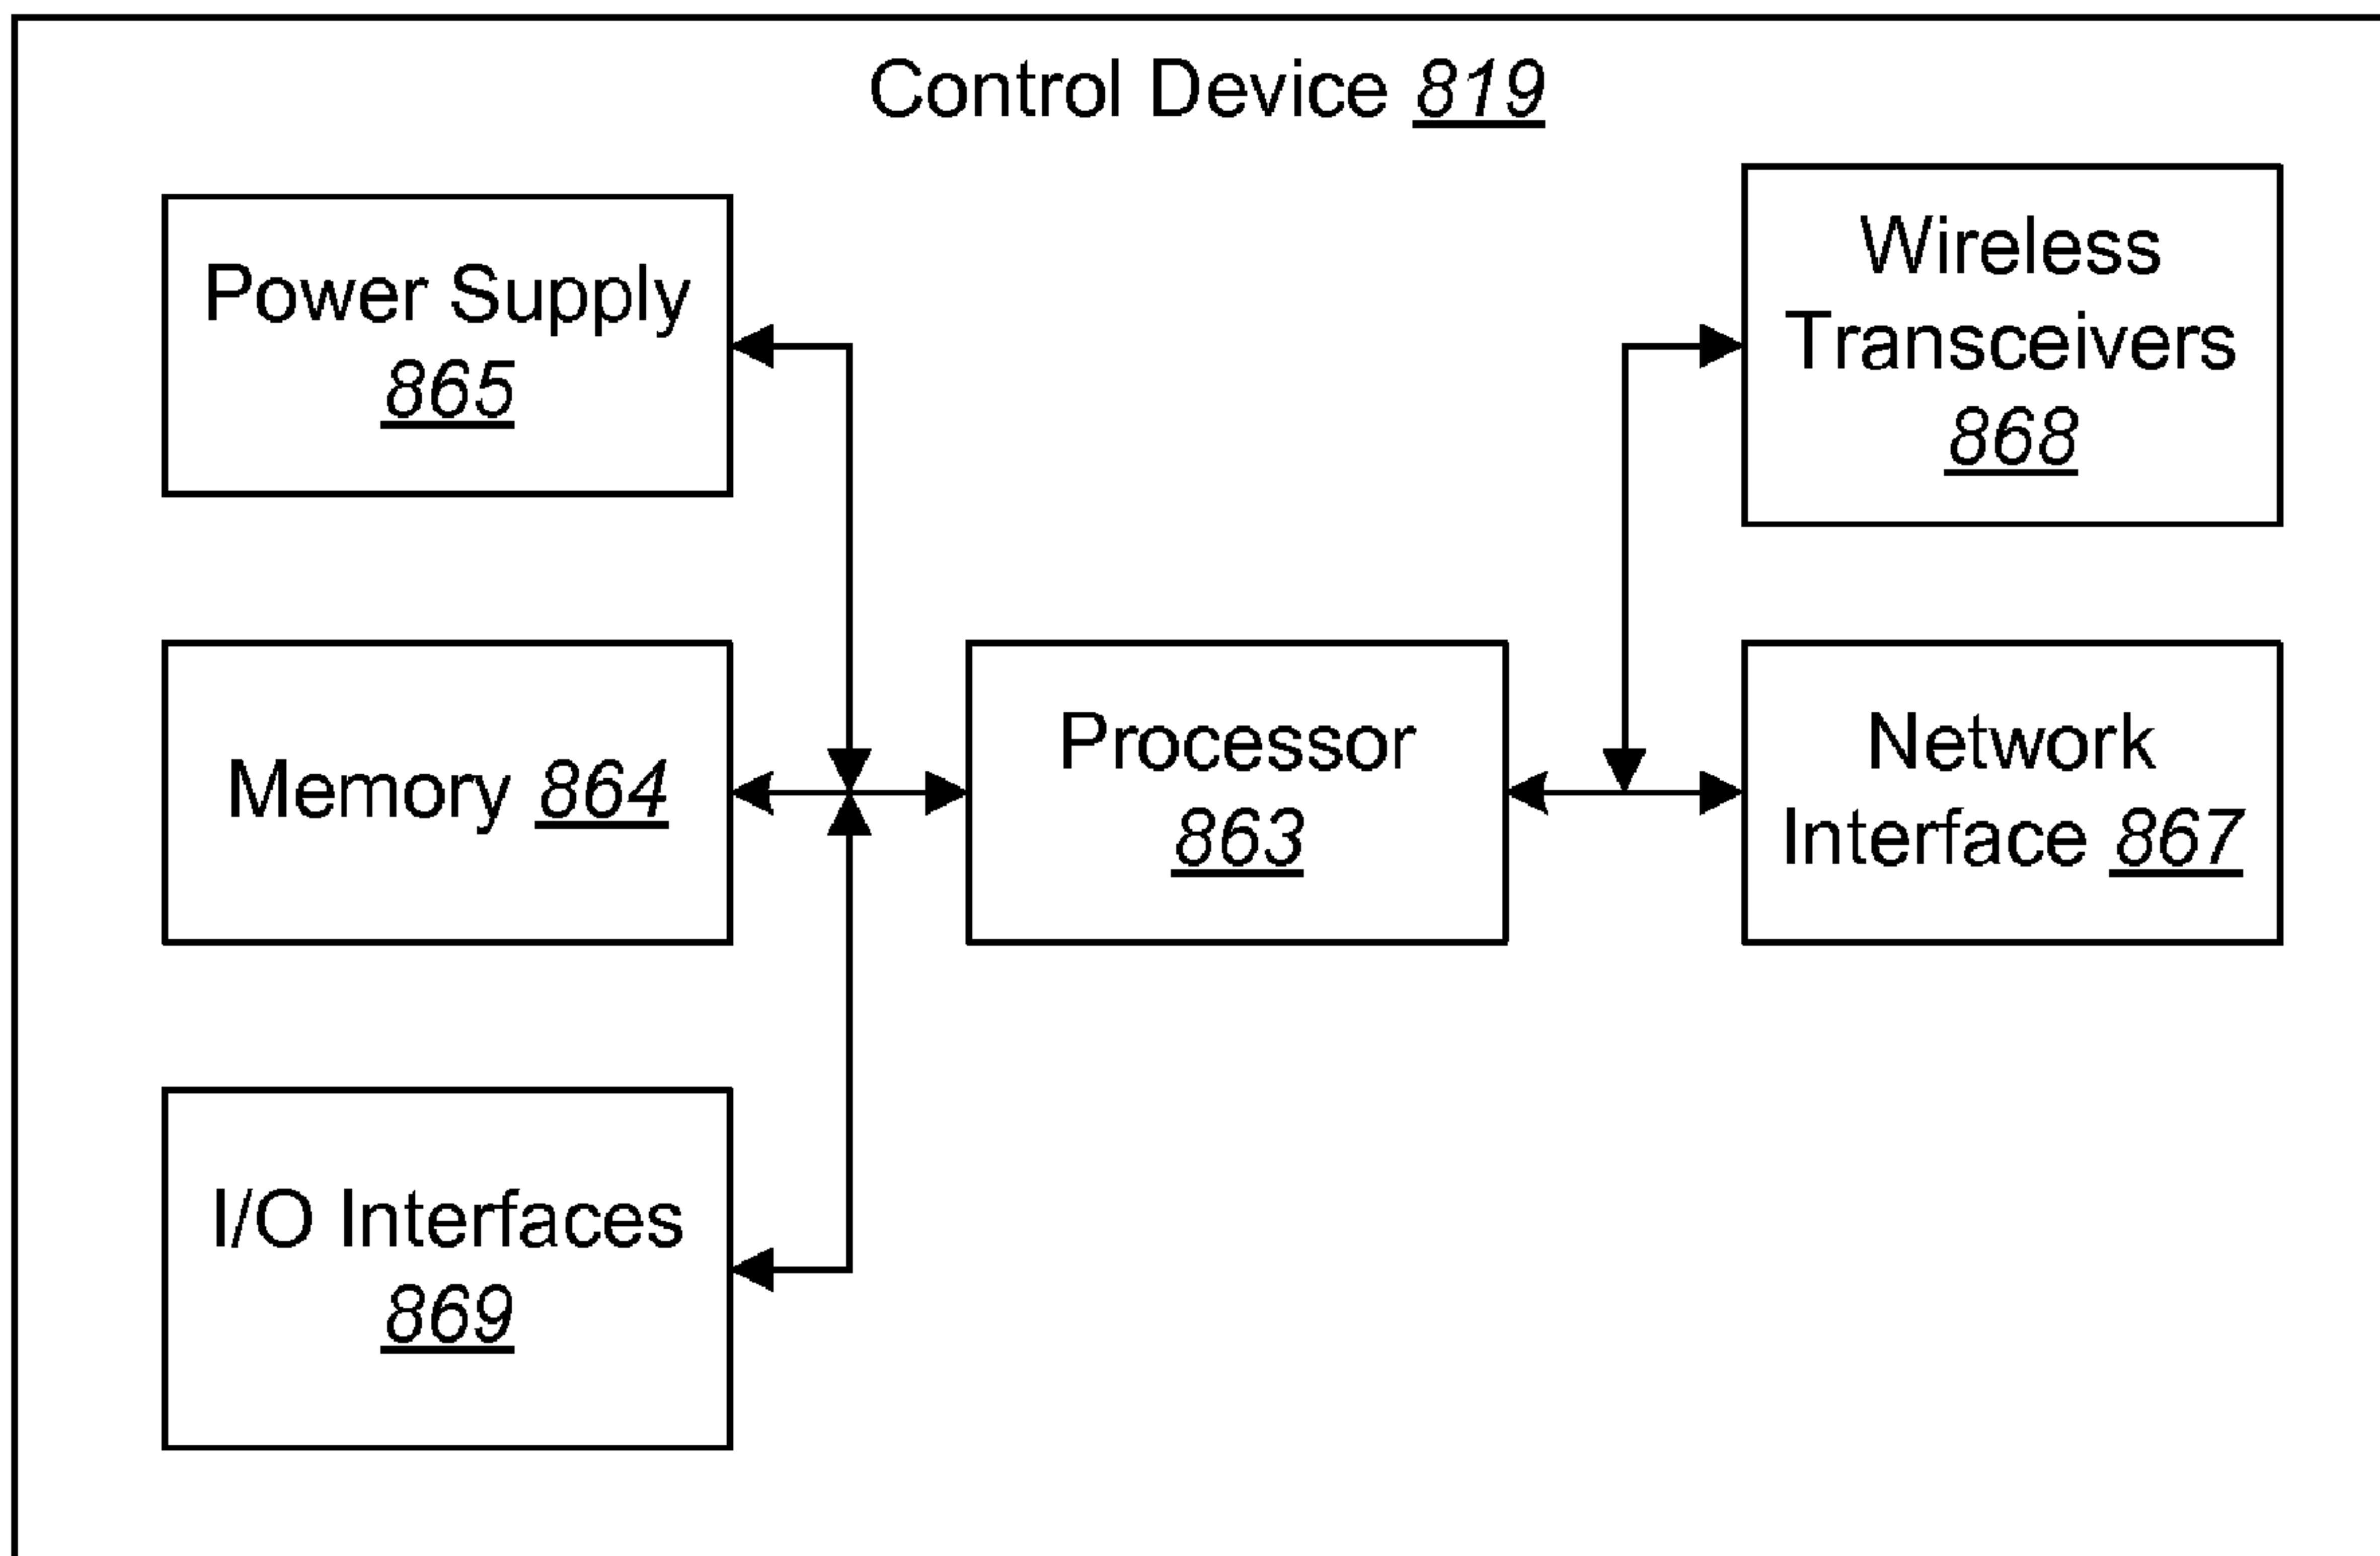 Control Device 819
Power Supply
865
Wireless
Transceivers
868
Memory 864
Processor
863
Network
Interface 867
I/O Interfaces
869